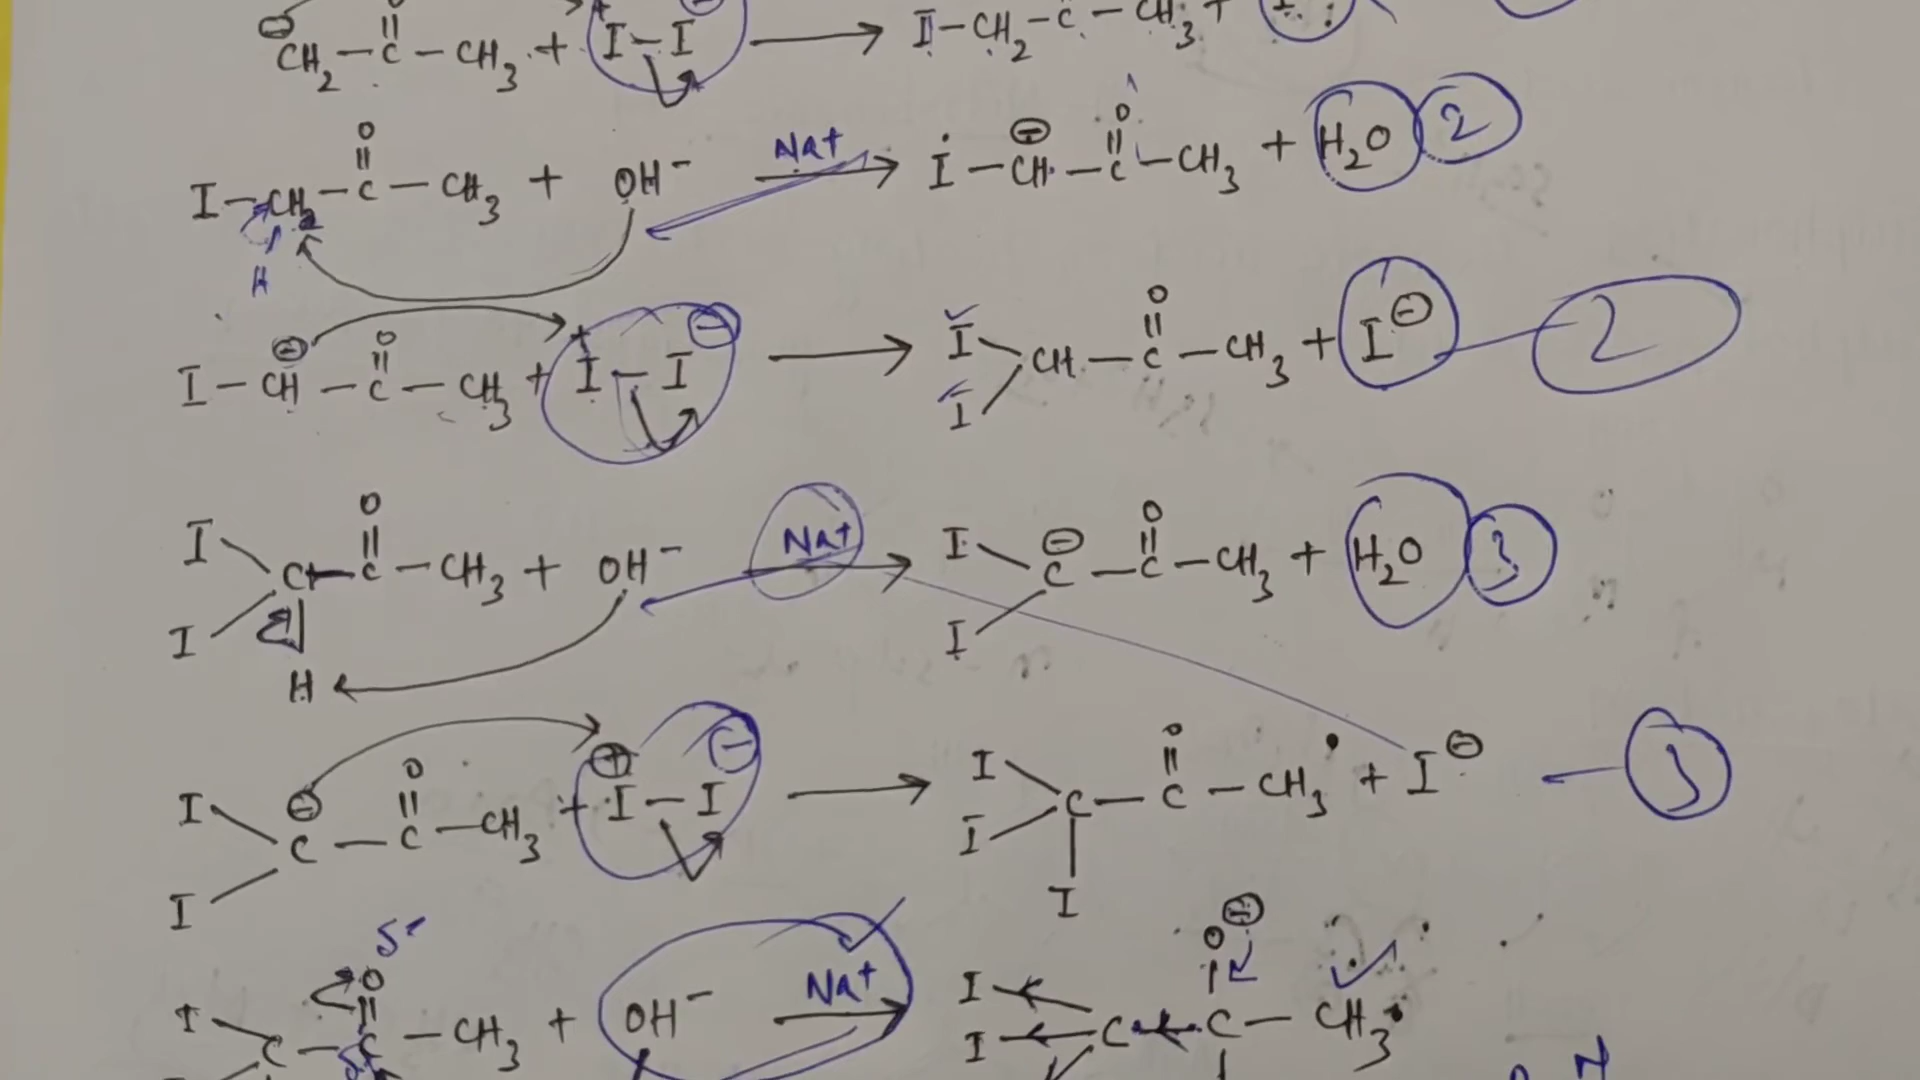 ⊖CH₂–C(=O)–CH₃ + I–I → I–CH₂–C–CH₃ +
I–CH₂–C(=O)–CH₃ + OH⁻ Na⁺ → I–CH⊖–C(=O)–CH₃ + H₂O 2
H
I–CH⊖–C(=O)–CH₃ + I⁺–I⊖ → I, I CH–C(=O)–CH₃ + I⊖ 2
I, I C–C(=O)–CH₃ + OH⁻ Na⁺ → I, I C⊖–C(=O)–CH₃ + H₂O 3
H
I, I C⊖–C(=O)–CH₃ + I⊕–I⊖ → I, I, I C–C(=O)–CH₃ + I⊖ 3
I C–C(=O)–CH₃ + OH⁻ Na⁺ → I, I C–C(O⊖)–CH₃